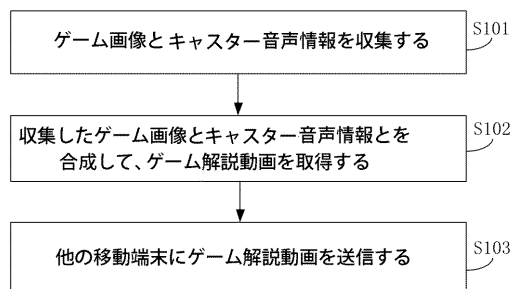 ゲーム画像とキャスター音声情報を収集する
S101
収集したゲーム画像とキャスター音声情報とを
合成して、ゲーム解説動画を取得する
S102
他の移動端末にゲーム解説動画を送信する
S103